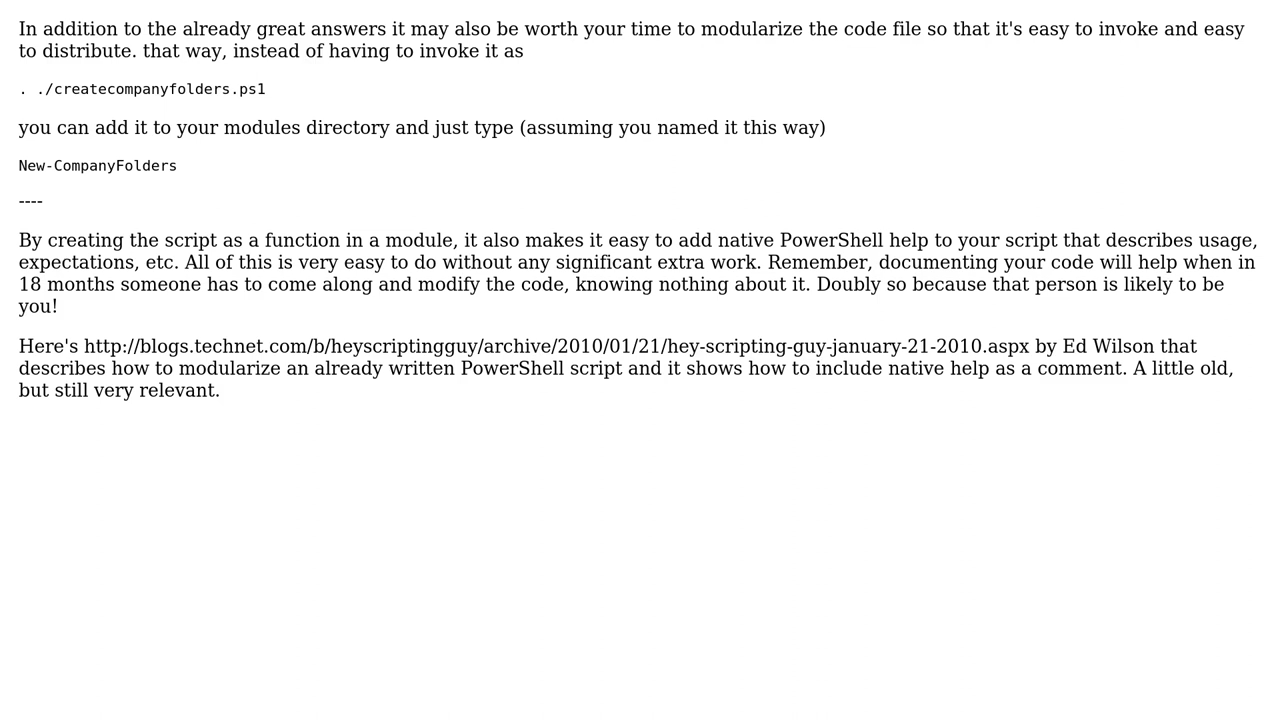 In addition to the already great answers it may also be worth your time to modularize the code file so that it's easy to invoke and easy
to distribute. that way, instead of having to invoke it as
. ./createcompanyfolders.ps1
you can add it to your modules directory and just type (assuming you named it this way)
New-CompanyFolders
----
By creating the script as a function in a module, it also makes it easy to add native PowerShell help to your script that describes usage,
expectations, etc. All of this is very easy to do without any significant extra work. Remember, documenting your code will help when in
18 months someone has to come along and modify the code, knowing nothing about it. Doubly so because that person is likely to be
you!
Here's http://blogs.technet.com/b/heyscriptingguy/archive/2010/01/21/hey-scripting-guy-january-21-2010.aspx by Ed Wilson that
describes how to modularize an already written PowerShell script and it shows how to include native help as a comment. A little old,
but still very relevant.